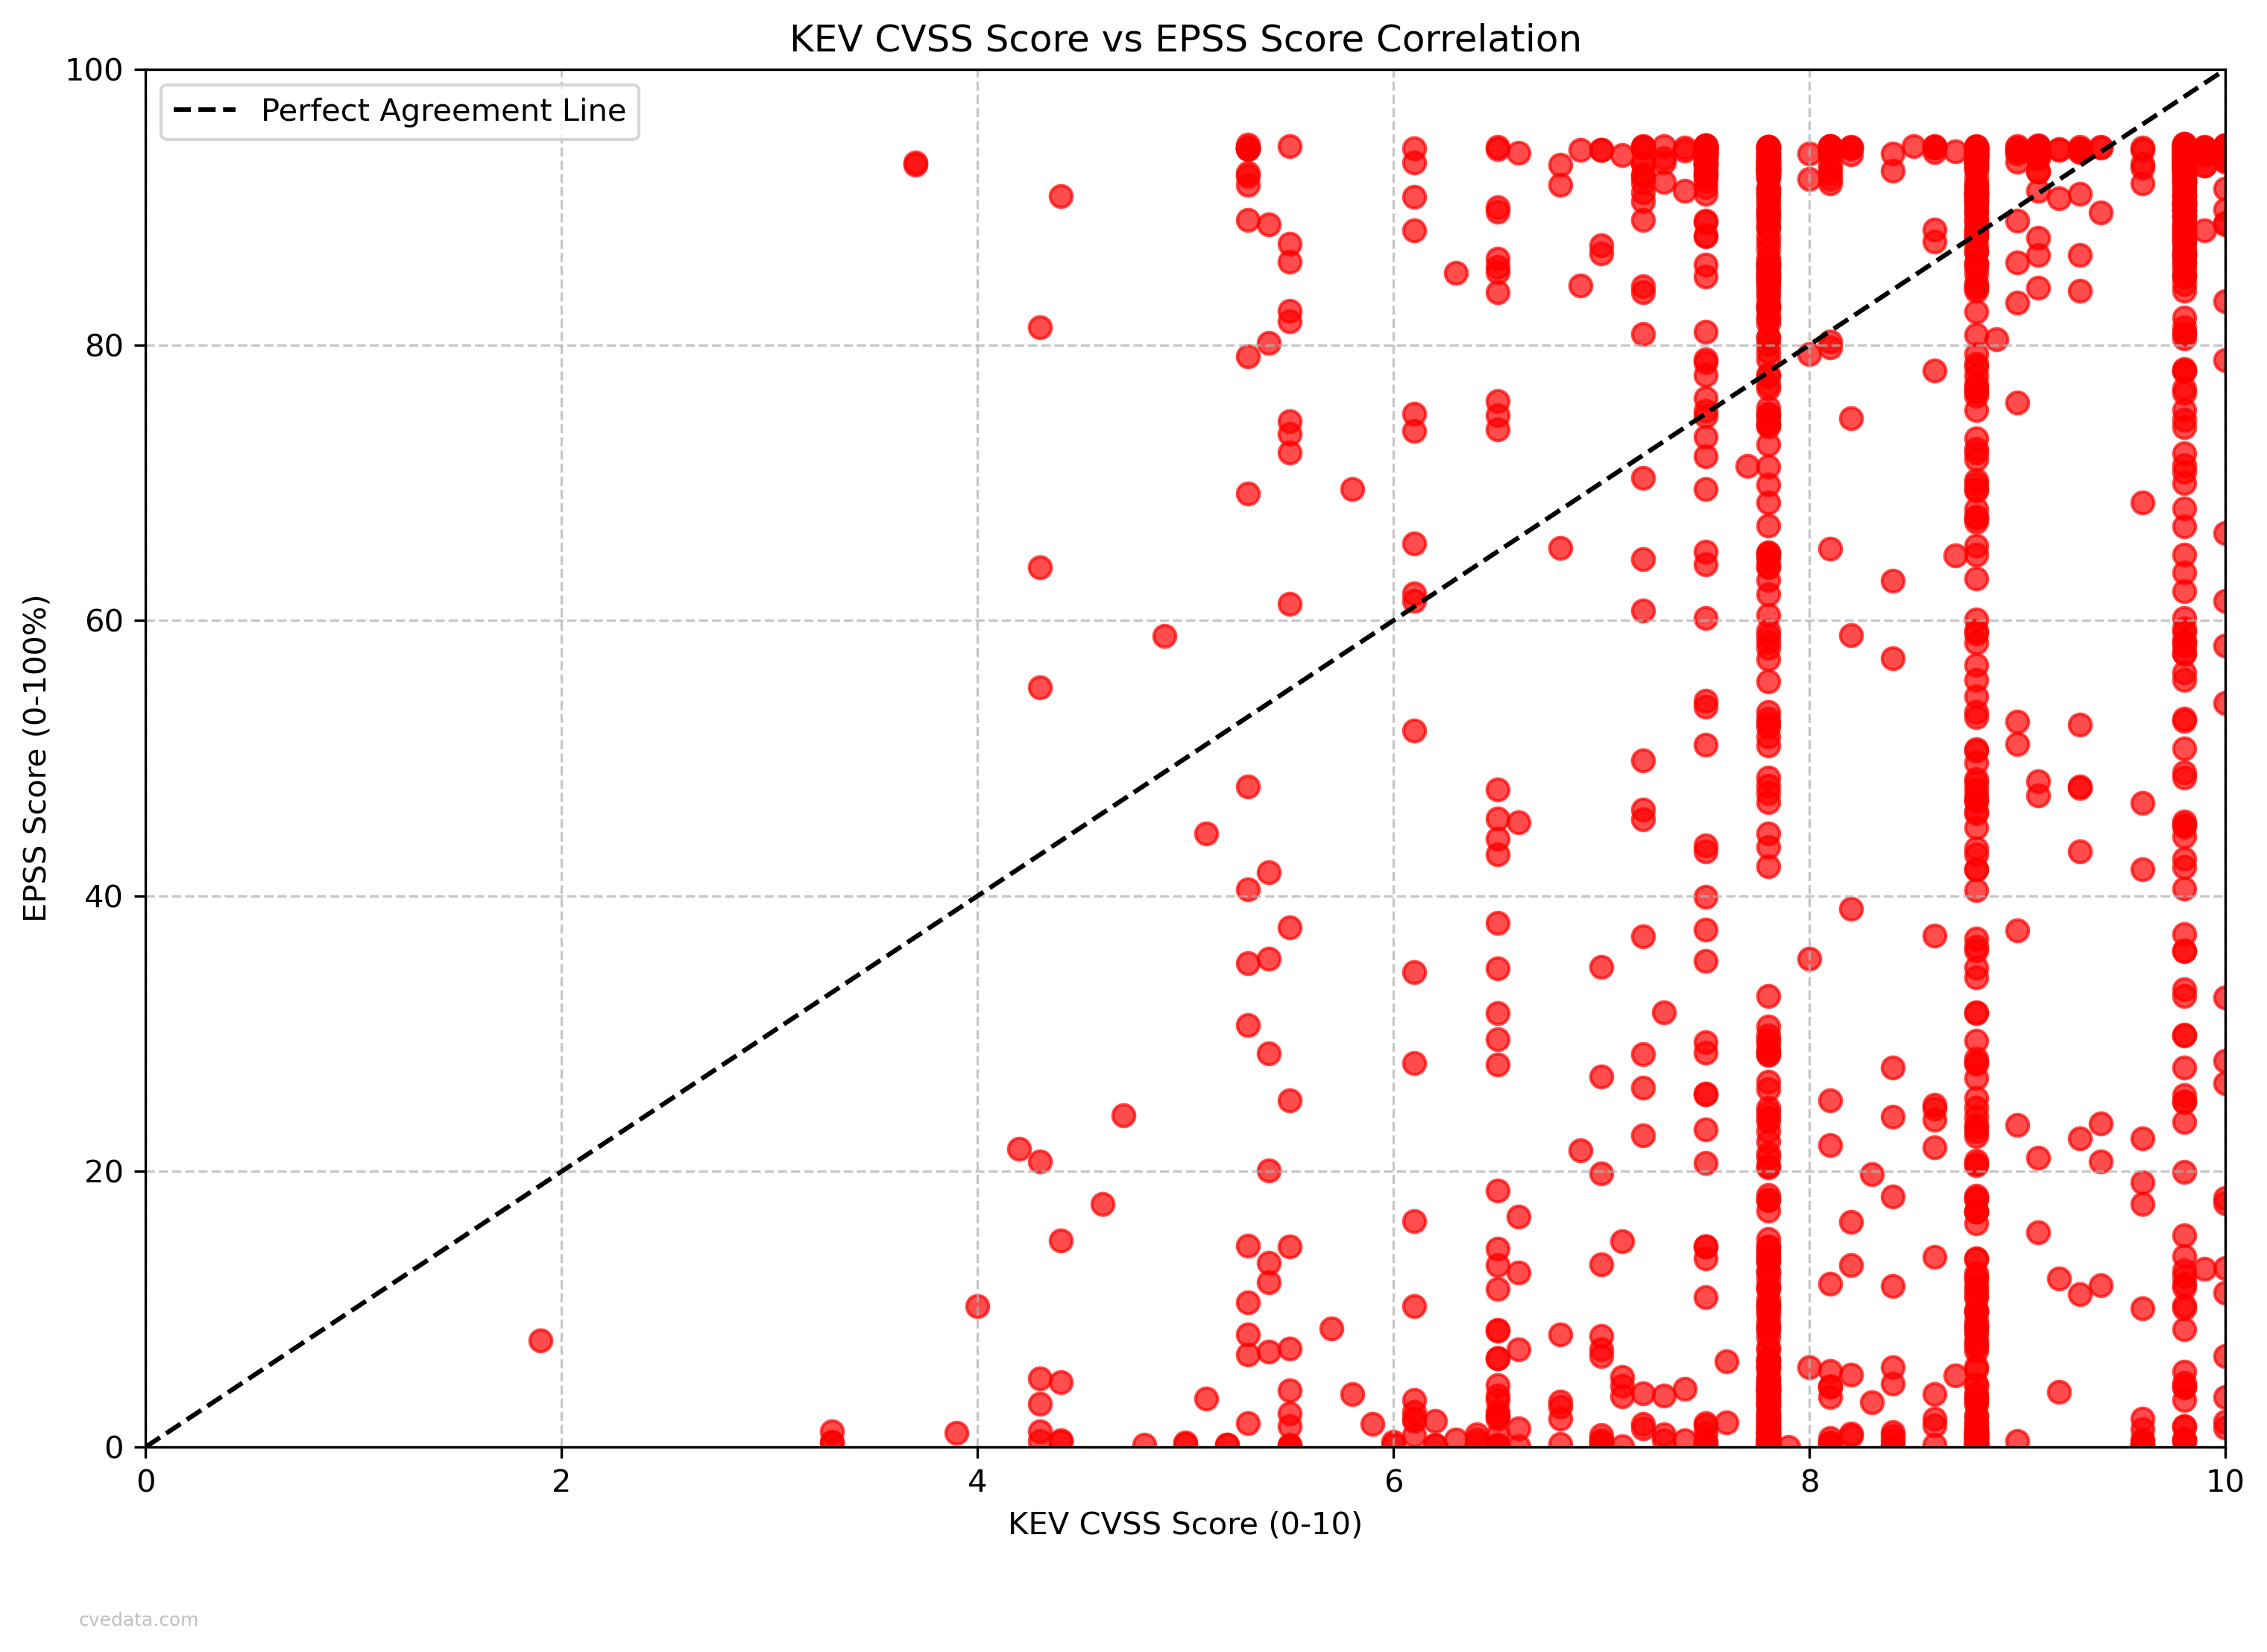 KEV CVSS Score vs EPSS Score Correlation
100
Perfect Agreement Line
80
60
40
20
0
EPSS Score (0-100%)
0 2 4 6 8 10
KEV CVSS Score (0-10)
cvedata.com